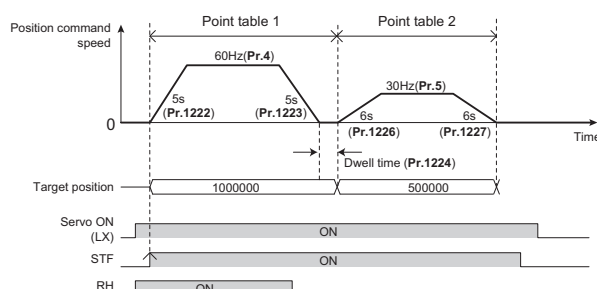 Point table 1
Point table 2
Position command
speed
60Hz(Pr.4)
30Hz(Pr.5)
5s
(Pr.1222)
5s
(Pr.1223)
6s
(Pr.1226)
6s
(Pr.1227)
0
Time
Dwell time (Pr.1224)
Target position
1000000
500000
Servo ON
(LX)
ON
STF
ON
RH
ON